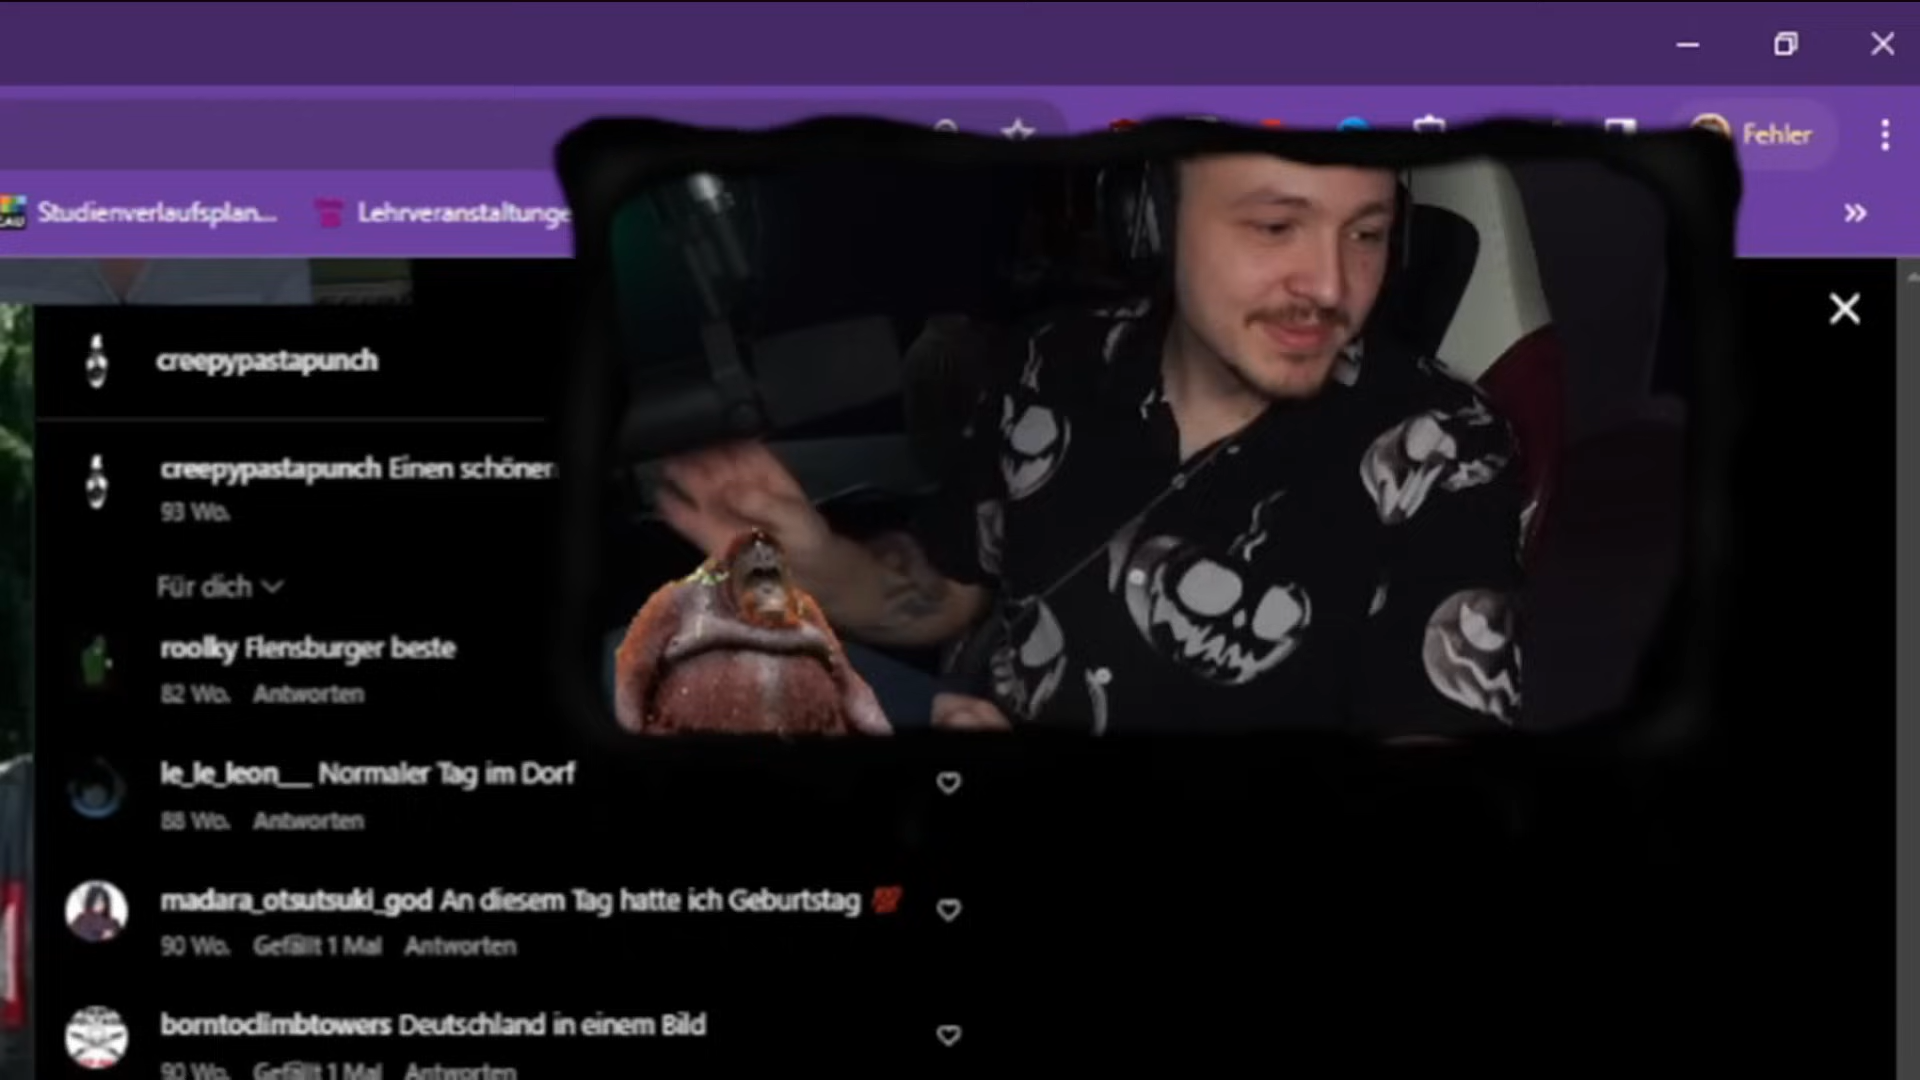 Fehler
Studienverlaufsplan... Lehrveranstaltunge
creepypastapunch
creepypastapunch Einen schönen
93 Wo.
Für dich
roolky Flensburger beste
82 Wo. Antworten
le_le_leon__ Normaler Tag im Dorf
88 Wo. Antworten
madara_otsutsuki_god An diesem Tag hatte ich Geburtstag 💯
90 Wo. Gefällt 1 Mal Antworten
borntoclimbtowers Deutschland in einem Bild
90 Wo. Gefällt 1 Mal Antworten